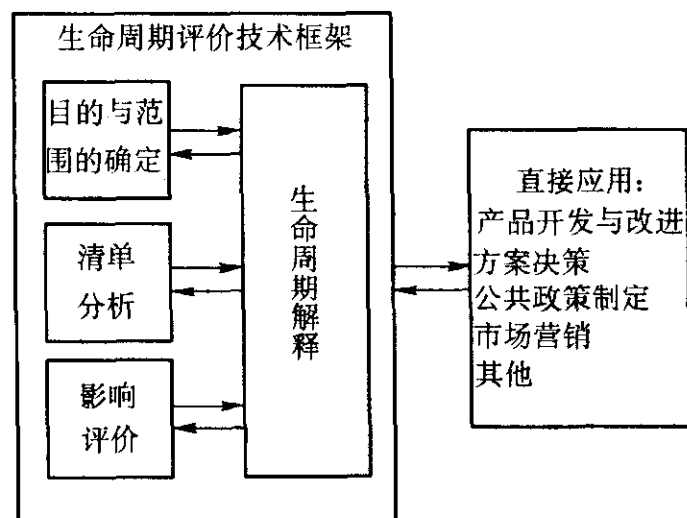 生命周期评价技术框架
目的与范
围的确定
清单
分析
影响
评价
生命周期解释
直接应用：
产品开发与改进
方案决策
公共政策制定
市场营销
其他